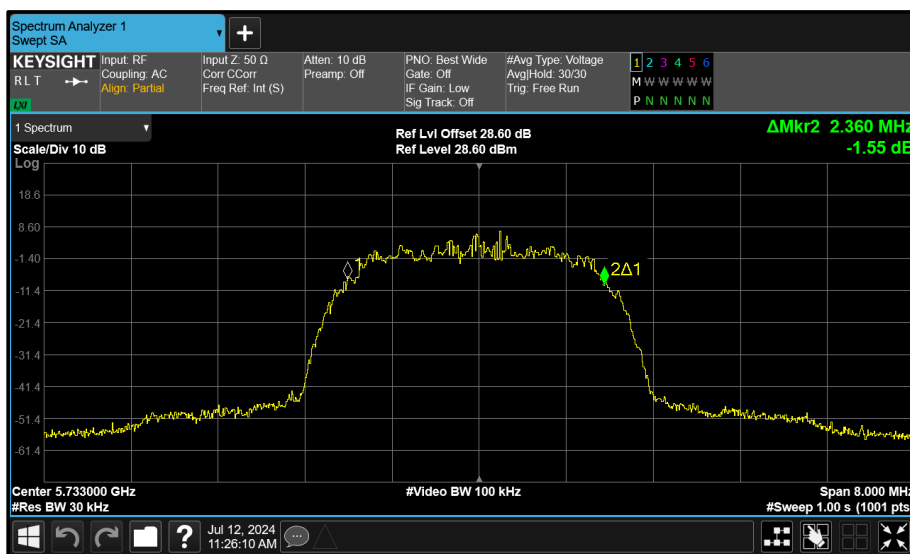 Spectrum Analyzer 1
Swept SA
KEYSIGHT
RLT
LXI
Input: RF
Coupling: AC
Align: Partial
Input Z: 50 Ω
Corr CCorr
Freq Ref: Int (S)
Atten: 10 dB
Preamp: Off
PNO: Best Wide
Gate: Off
IF Gain: Low
Sig Track: Off
#Avg Type: Voltage
Avg|Hold: 30/30
Trig: Free Run
1 2 3 4 5 6
M W W W W W
P N N N N N
1 Spectrum
Scale/Div 10 dB
Log
Ref Lvl Offset 28.60 dB
Ref Level 28.60 dBm
ΔMkr2 2.360 MHz
-1.55 dB
18.6
8.60
-1.40
-11.4
-21.4
-31.4
-41.4
-51.4
-61.4
1
2Δ1
Center 5.733000 GHz
#Res BW 30 kHz
#Video BW 100 kHz
Span 8.000 MHz
#Sweep 1.00 s (1001 pts
?
Jul 12, 2024
11:26:10 AM